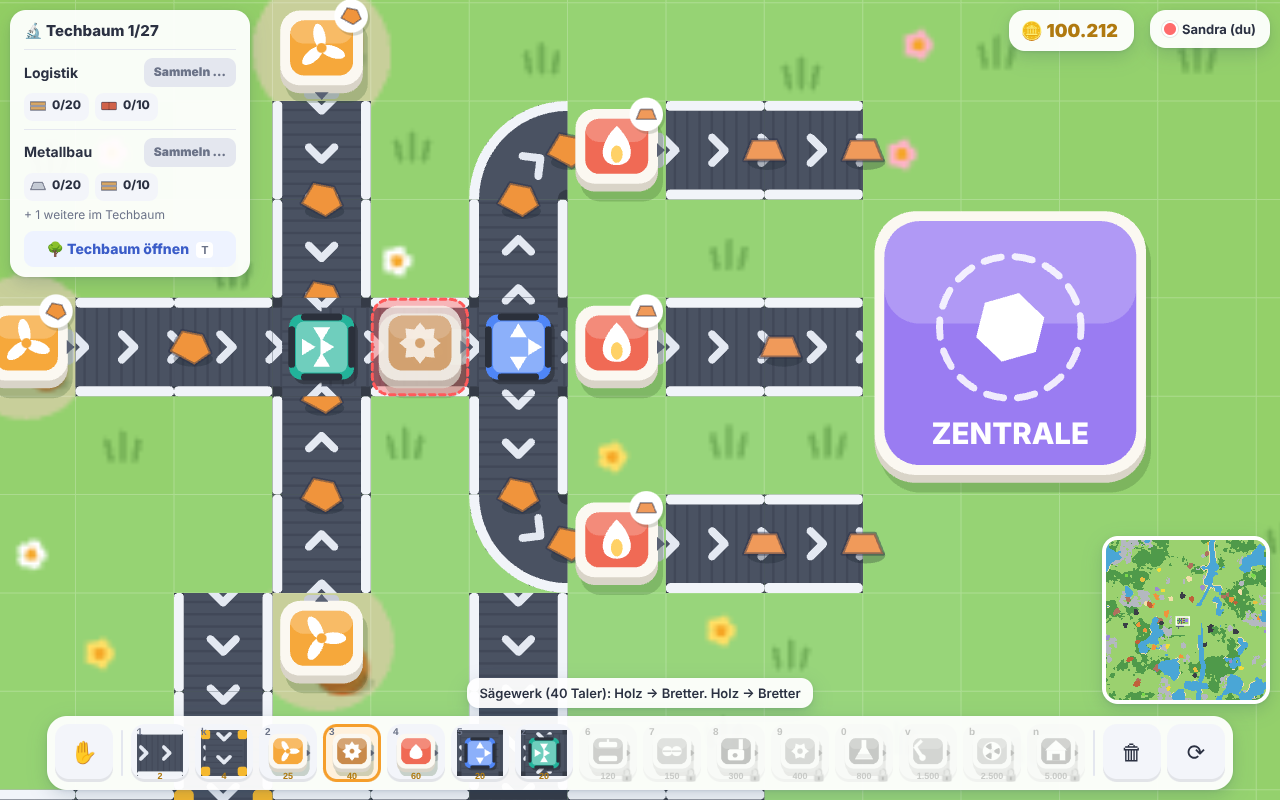 🔬 Techbaum 1/27
🪙 100.212
Sandra (du)
Logistik
Sammeln ...
0/20
0/10
Metallbau
Sammeln ...
0/20
0/10
+ 1 weitere im Techbaum
🌳 Techbaum öffnen T
ZENTRALE
Sägewerk (40 Taler): Holz → Bretter. Holz → Bretter
1
k
2
3
4
6
7
8
9
0
v
b
n
2
4
25
40
60
20
20
120
150
300
400
800
1.500
2.500
5.000